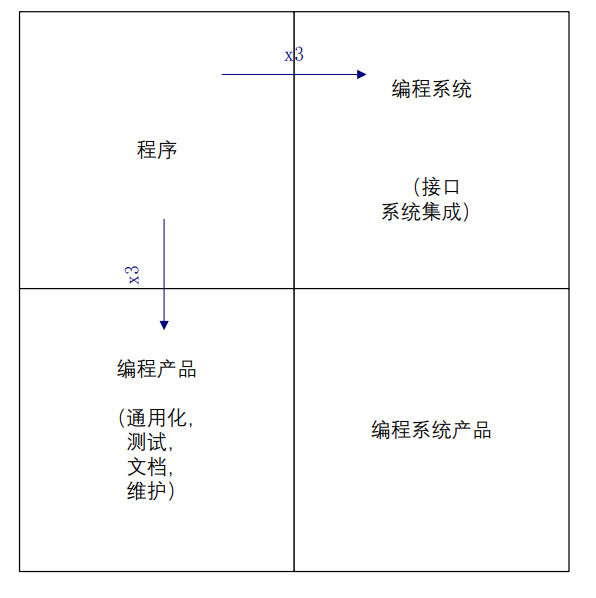 x3
编程系统
程序
（接口
系统集成）
x3
编程产品
（通用化,
测试,
文档,
维护）
编程系统产品